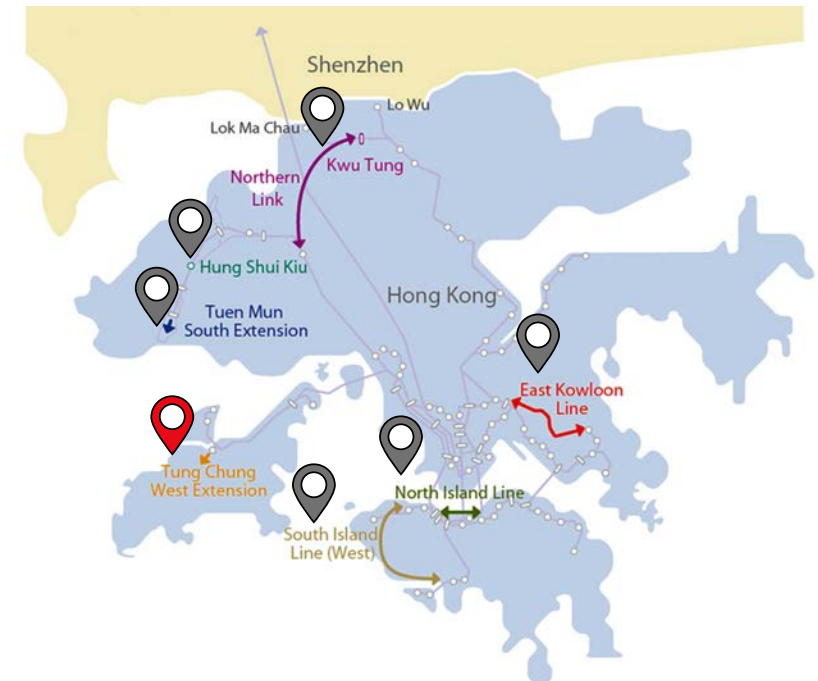 Shenzhen
Lo Wu
Lok Ma Chau
Kwu Tung
Northern
Link
Hung Shui Kiu
Hong Kong
Tuen Mun
South Extension
East Kowloon
Line
Tung Chung
West Extension
North Island Line
South Island
Line (West)